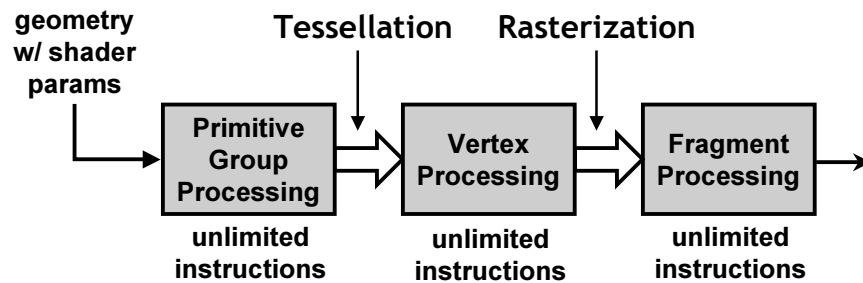 geometry
w/ shader
params
Tessellation
Rasterization
Primitive
Group
Processing
Vertex
Processing
Fragment
Processing
unlimited
instructions
unlimited
instructions
unlimited
instructions